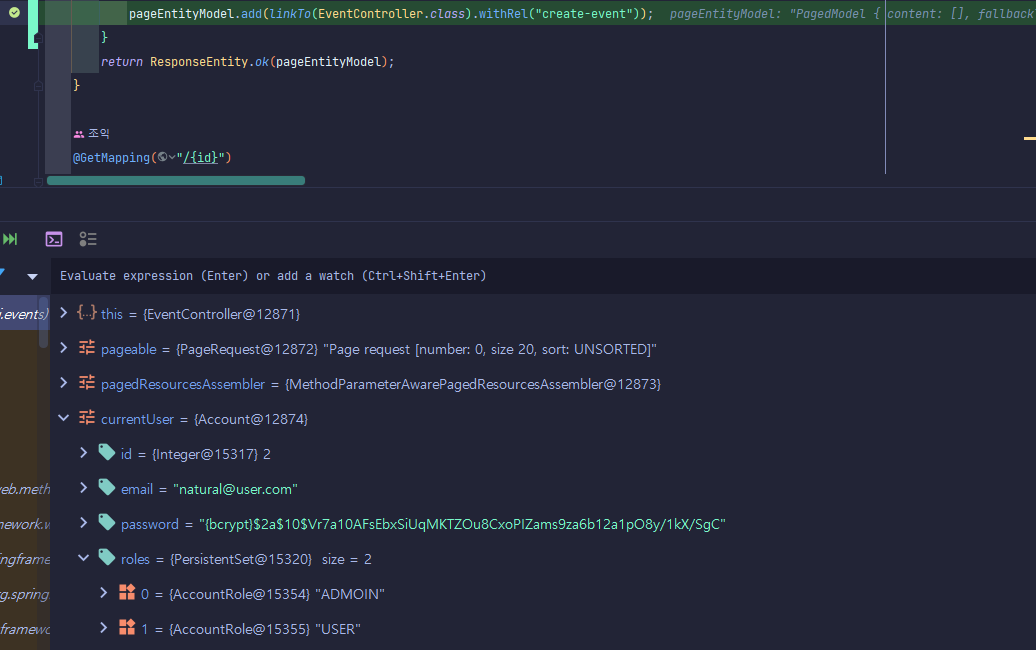 pageEntityModel.add(linkTo(EventController.class).withRel("create-event")); pageEntityModel: "PagedModel { content: [], fallback
}
return ResponseEntity.ok(pageEntityModel);
}
조익
@GetMapping("/{id}")
Evaluate expression (Enter) or add a watch (Ctrl+Shift+Enter)
.events)
{..} this = {EventController@12871}
pageable = {PageRequest@12872} "Page request [number: 0, size 20, sort: UNSORTED]"
pagedResourcesAssembler = {MethodParameterAwarePagedResourcesAssembler@12873}
currentUser = {Account@12874}
id = {Integer@15317} 2
email = "natural@user.com"
veb.meth
password = "{bcrypt}$2a$10$Vr7a10AFsEbxSiUqMKTZOu8CxoPIZams9za6b12a1pO8y/1kX/SgC"
nework.w
roles = {PersistentSet@15320} size = 2
ngframe
0 = {AccountRole@15354} "ADMOIN"
rg.spring
1 = {AccountRole@15355} "USER"
framewo